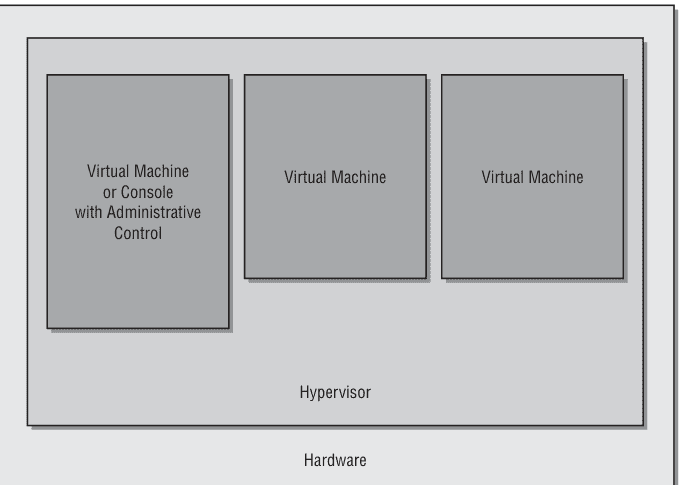 Virtual Machine
or Console
with Administrative
Control
Virtual Machine
Virtual Machine
Hypervisor
Hardware